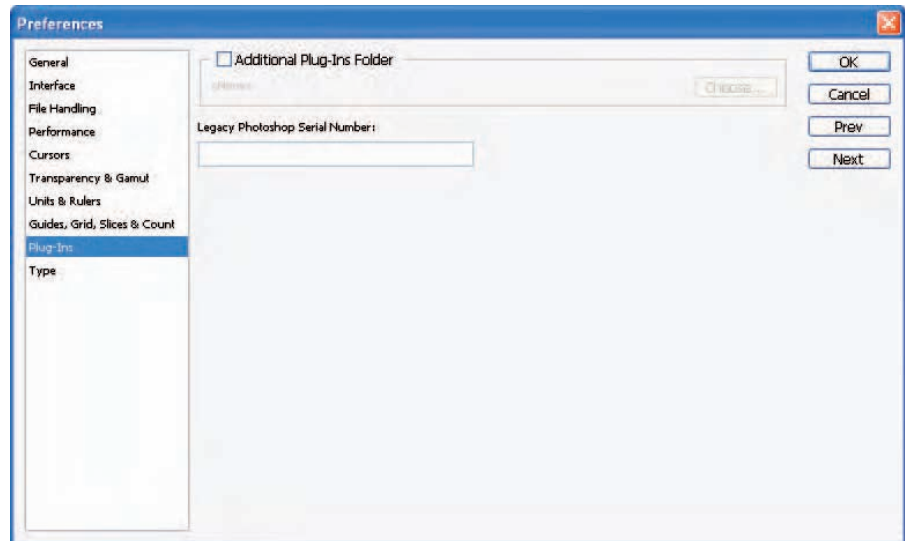 Preferences
General
Interface
File Handling
Performance
Cursors
Transparency & Gamut
Units & Rulers
Guides, Grid, Slices & Count
Plug-Ins
Type
Additional Plug-Ins Folder
<None>
Choose...
Legacy Photoshop Serial Number:
OK
Cancel
Prev
Next